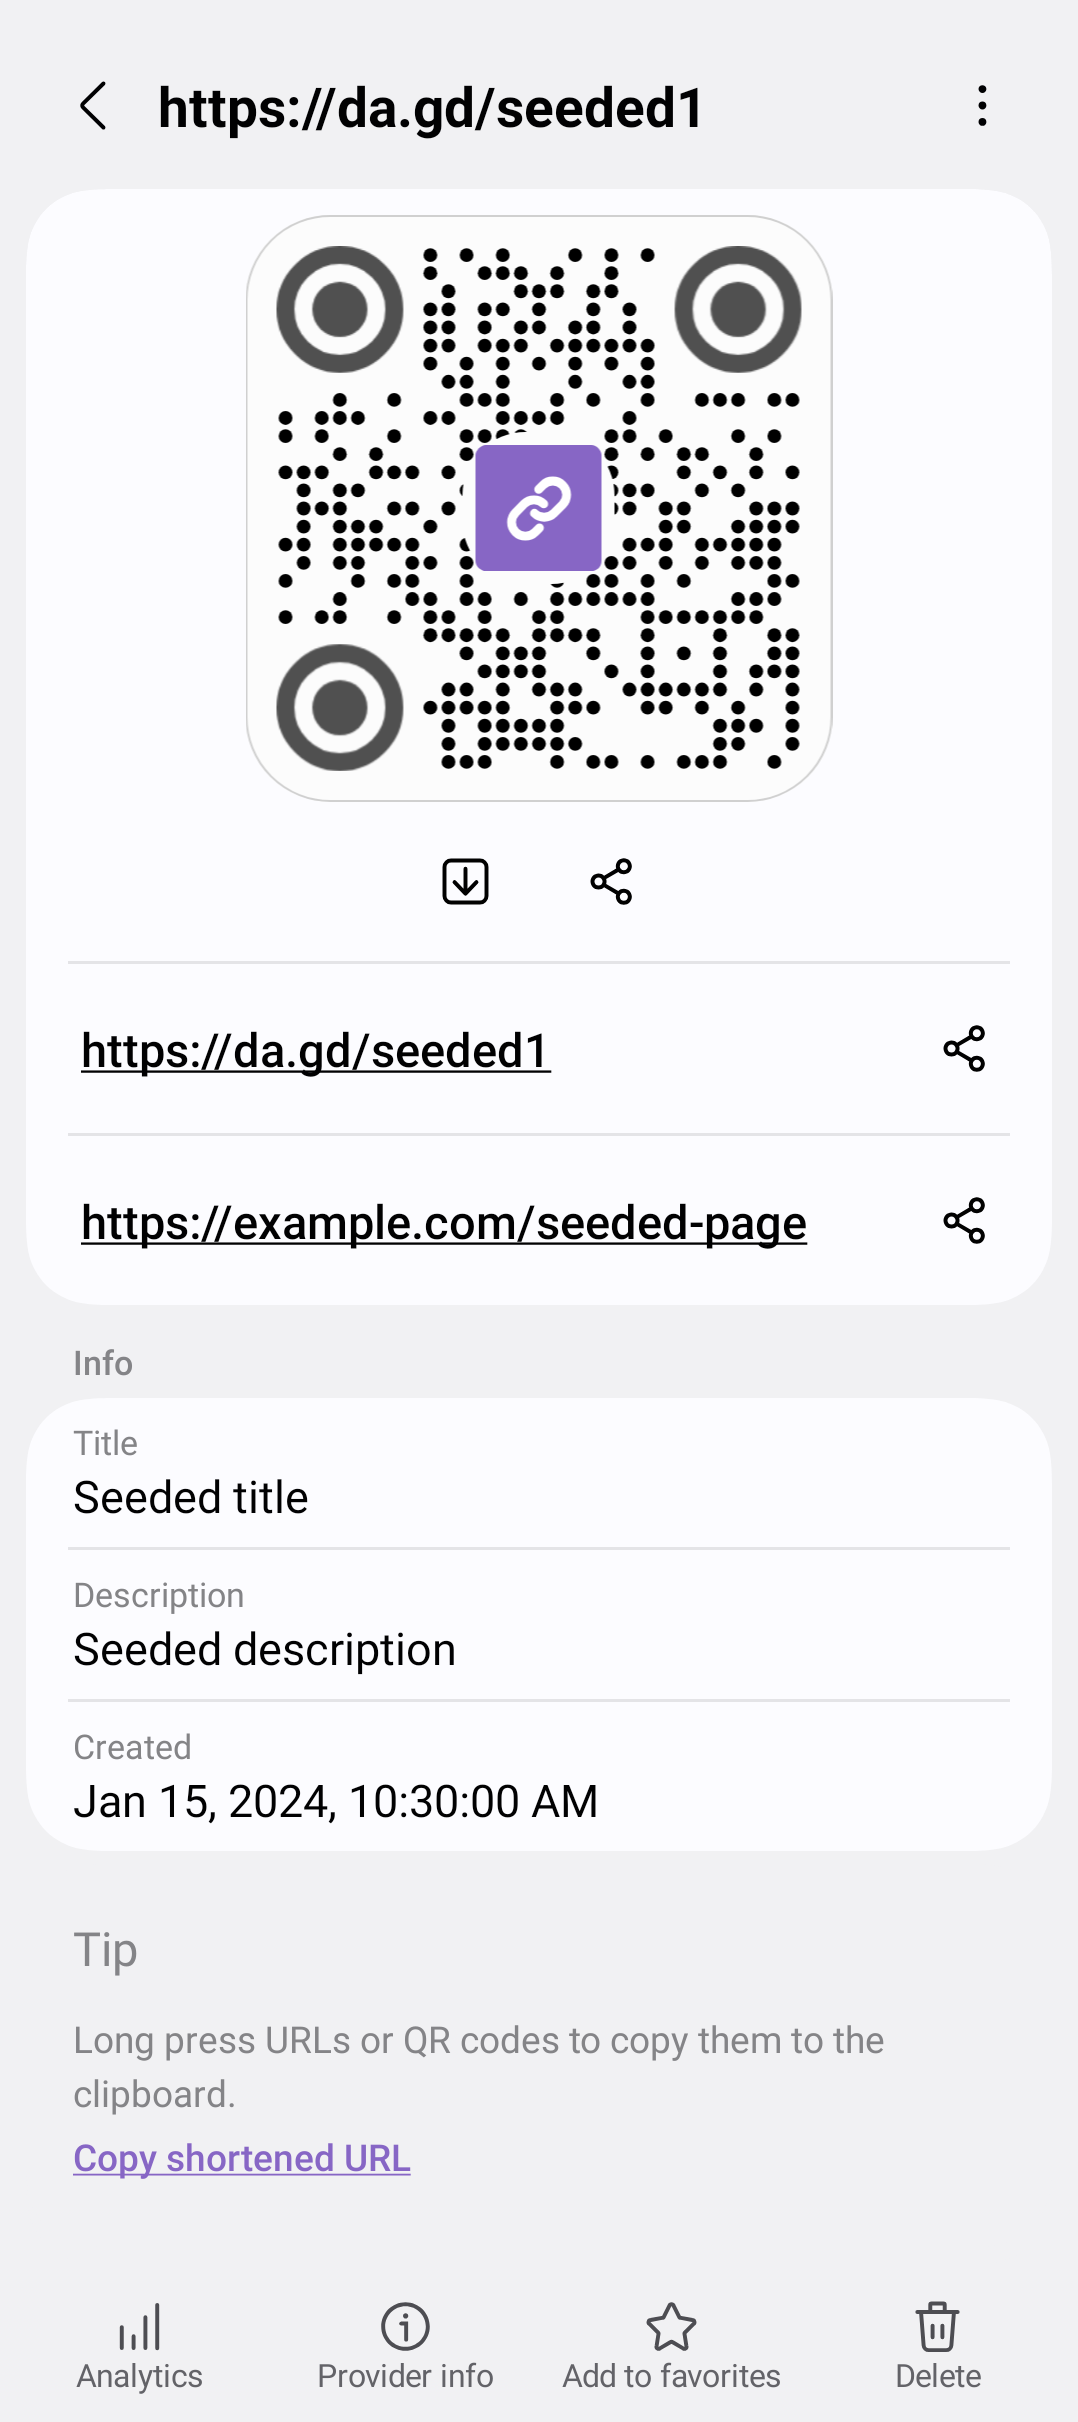 https://da.gd/seeded1
https://da.gd/seeded1
https://example.com/seeded-page
Info
Title
Seeded title
Description
Seeded description
Created
Jan 15, 2024, 10:30:00 AM
Tip
Long press URLs or QR codes to copy them to the
clipboard.
Copy shortened URL
Analytics
Provider info
Add to favorites
Delete